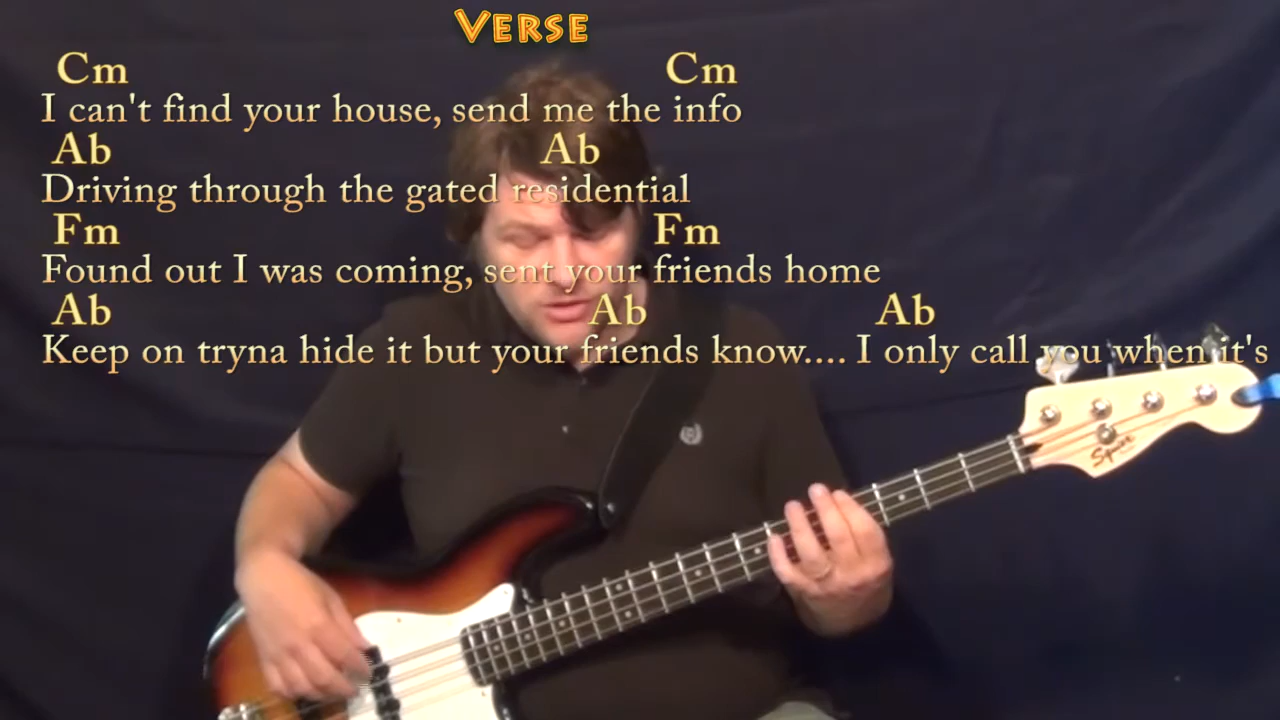 VERSE
Cm Cm
I can't find your house, send me the info
Ab Ab
Driving through the gated residential
Fm Fm
Found out I was coming, sent your friends home
Ab Ab Ab
Keep on tryna hide it but your friends know.... I only call you when it's
Squier